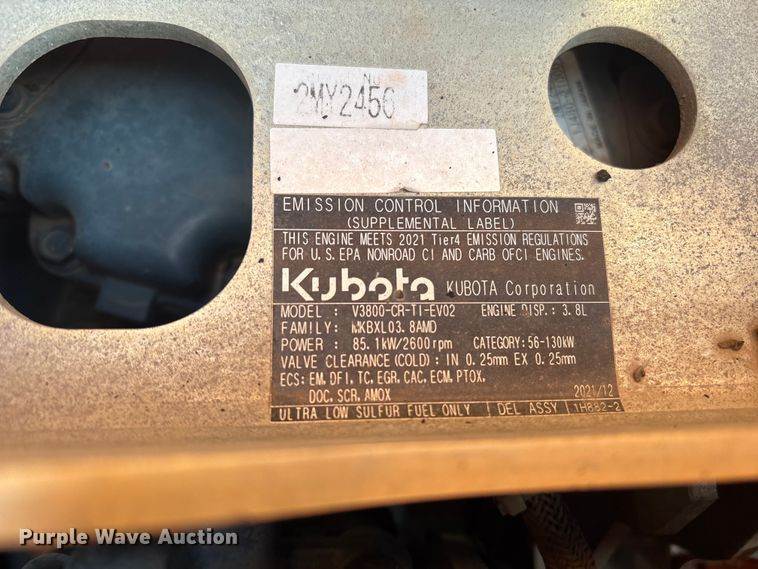 NO
2MY2456
EMISSION CONTROL INFORMATION
(SUPPLEMENTAL LABEL)
THIS ENGINE MEETS 2021 Tier4 EMISSION REGULATIONS
FOR U.S. EPA NONROAD CI AND CARB OFCI ENGINES.
Kubota KUBOTA Corporation
MODEL : V3800-CR-TI-EV02 ENGINE DISP.: 3.8L
FAMILY: MKBXL03.8AMD
POWER : 85.1kW/2600rpm CATEGORY:56-130kW
VALVE CLEARANCE(COLD): IN 0.25mm EX 0.25mm
ECS: EM, DFI, TC, EGR, CAC, ECM, PTOX,
DOC, SCR, AMOX 2021/12
ULTRA LOW SULFUR FUEL ONLY DEL ASSY 1H882-2
Purple Wave Auction